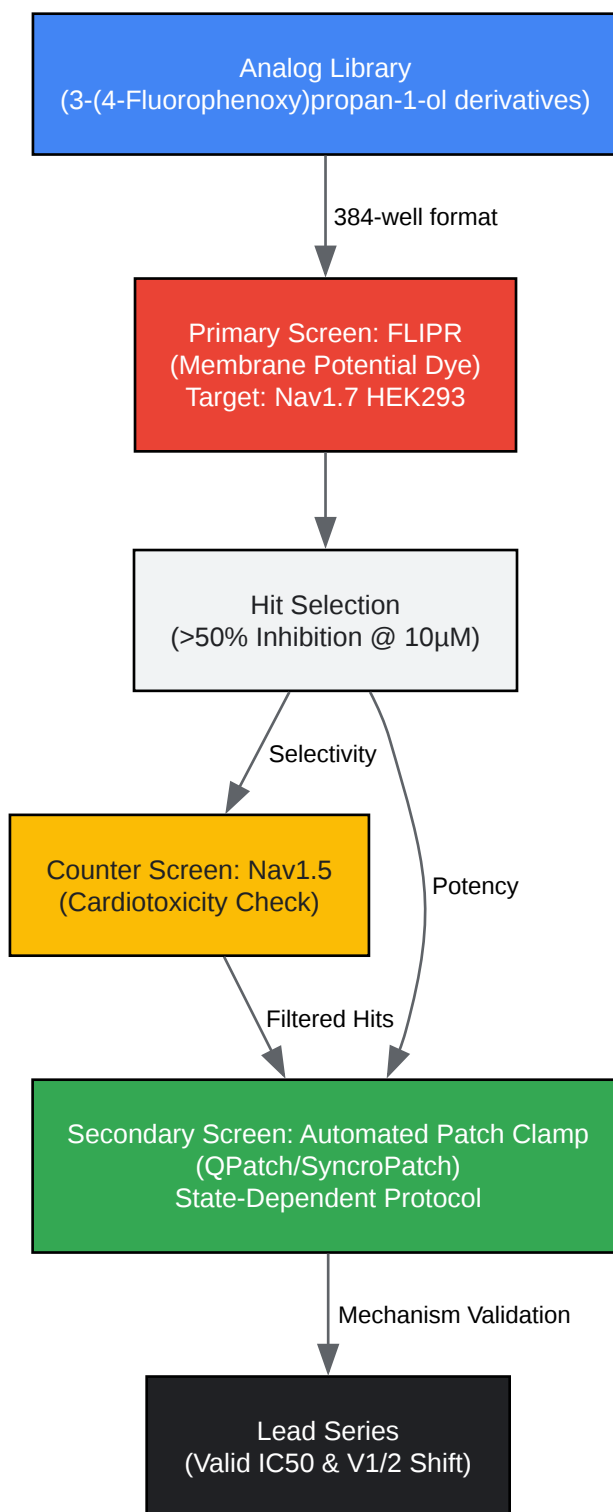 Analog Library
(3-(4-Fluorophenoxy)propan-1-ol derivatives)
384-well format
Primary Screen: FLIPR
(Membrane Potential Dye)
Target: Nav1.7 HEK293
Hit Selection
(>50% Inhibition @ 10µM)
Selectivity
Counter Screen: Nav1.5
(Cardiotoxicity Check)
Potency
Filtered Hits
Secondary Screen: Automated Patch Clamp
(QPatch/SyncroPatch)
State-Dependent Protocol
Mechanism Validation
Lead Series
(Valid IC50 & V1/2 Shift)